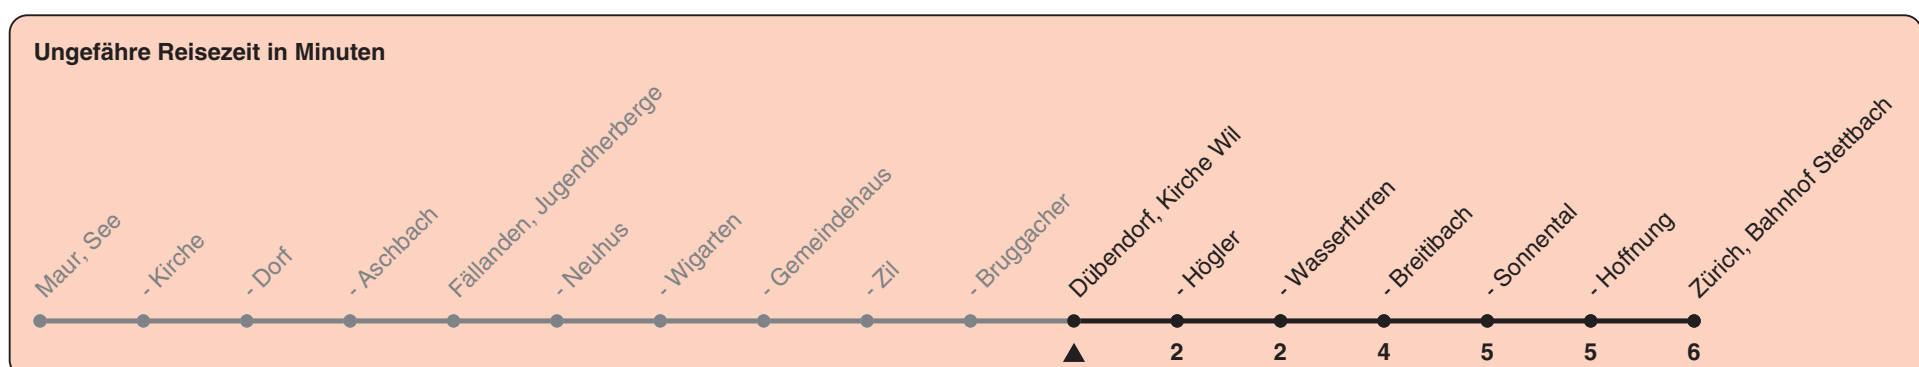 Ungefähre Reisezeit in Minuten
Maur, See
- Kirche
- Dorf
- Aschbach
Fällanden, Jugendherberge
- Neuhus
- Wigarten
- Gemeindehaus
- Zil
- Bruggacher
Dübendorf, Kirche Wil
- Högler
- Wasserfurren
- Breitibach
- Sonnental
- Hoffnung
Zürich, Bahnhof Stettbach
2 2 4 5 5 6